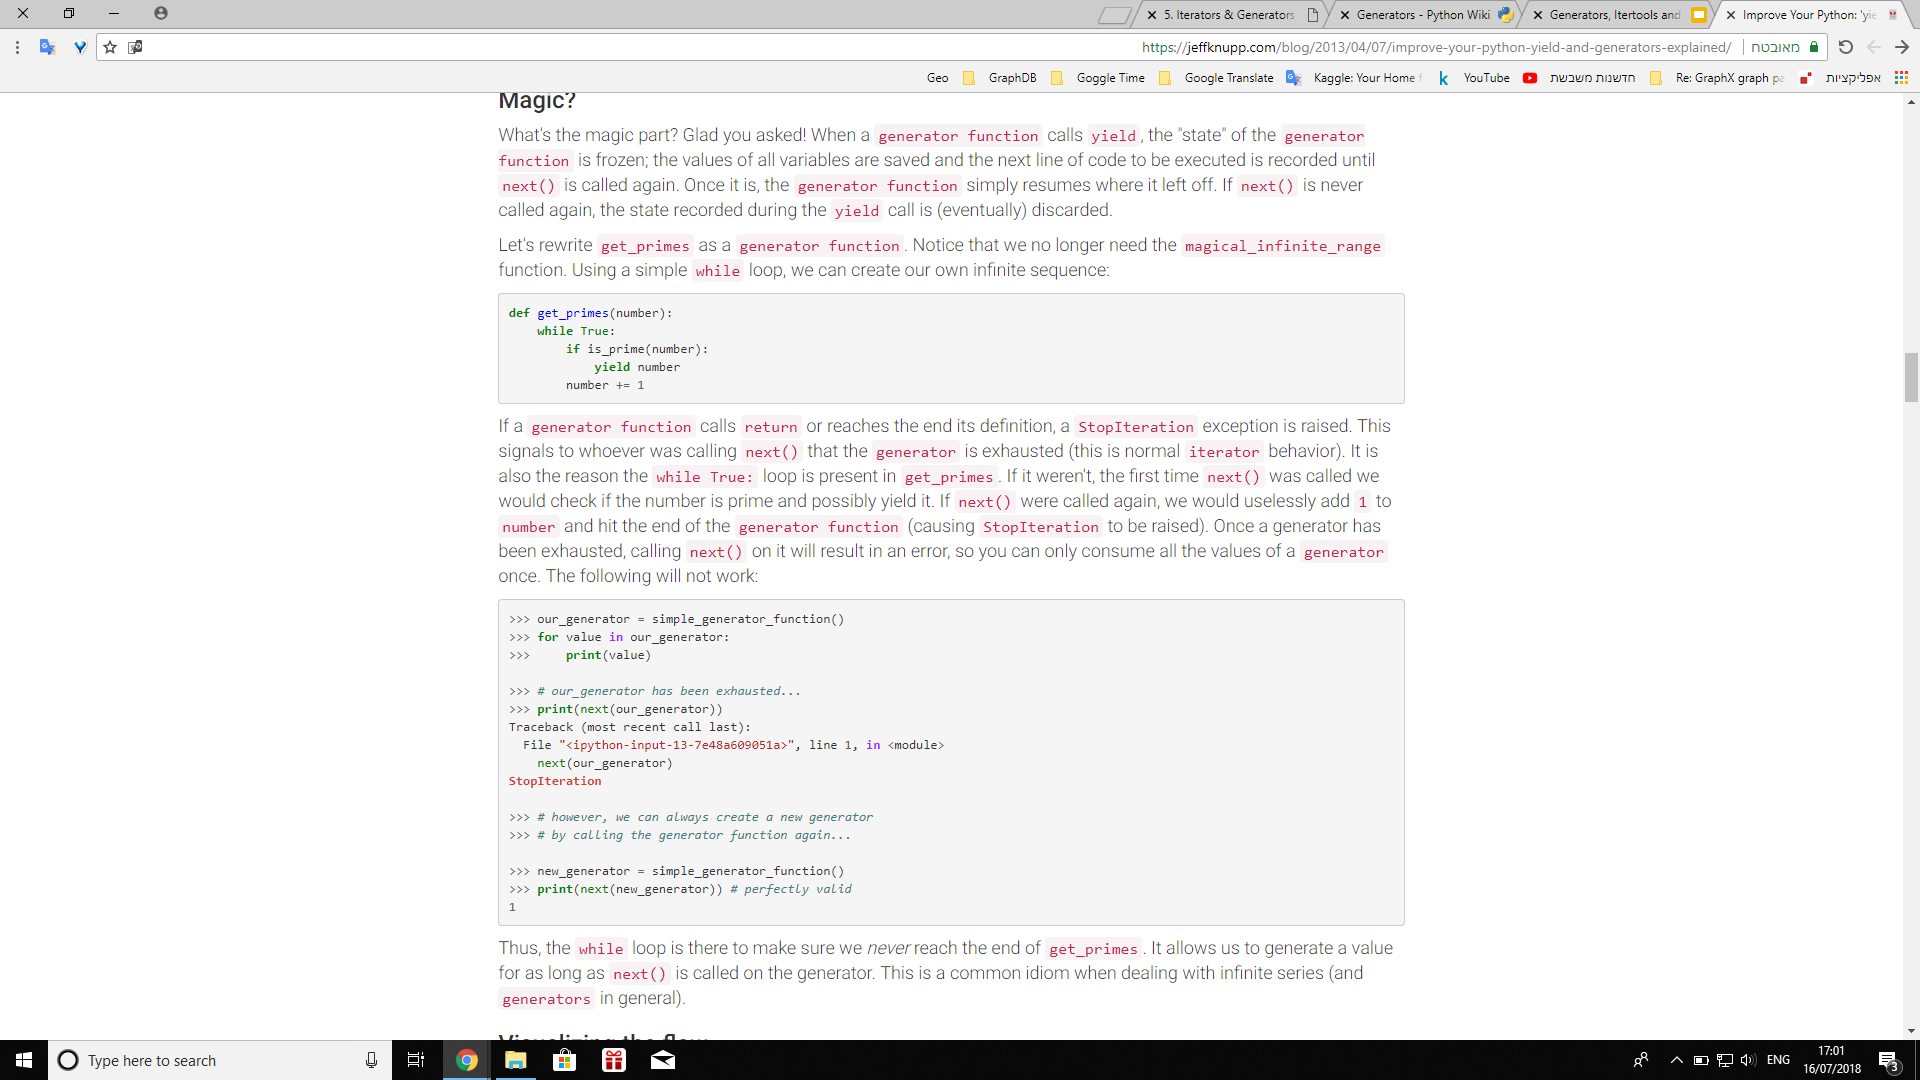 5. Iterators & Generators
Generators - Python Wiki
Generators, Itertools and
Improve Your Python: 'yie
https://jeffknupp.com/blog/2013/04/07/improve-your-python-yield-and-generators-explained/
מאובטח
Geo
GraphDB
Goggle Time
Google Translate
Kaggle: Your Home f
YouTube
חדשנות משבשת
Re: GraphX graph pa
אפליקציות
Magic?
What's the magic part? Glad you asked! When a generator function calls yield, the "state" of the generator
function is frozen; the values of all variables are saved and the next line of code to be executed is recorded until
next() is called again. Once it is, the generator function simply resumes where it left off. If next() is never
called again, the state recorded during the yield call is (eventually) discarded.
Let's rewrite get_primes as a generator function. Notice that we no longer need the magical_infinite_range
function. Using a simple while loop, we can create our own infinite sequence:
def get_primes(number):
    while True:
        if is_prime(number):
            yield number
        number += 1
If a generator function calls return or reaches the end its definition, a StopIteration exception is raised. This
signals to whoever was calling next() that the generator is exhausted (this is normal iterator behavior). It is
also the reason the while True: loop is present in get_primes. If it weren't, the first time next() was called we
would check if the number is prime and possibly yield it. If next() were called again, we would uselessly add 1 to
number and hit the end of the generator function (causing StopIteration to be raised). Once a generator has
been exhausted, calling next() on it will result in an error, so you can only consume all the values of a generator
once. The following will not work:
>>> our_generator = simple_generator_function()
>>> for value in our_generator:
>>>     print(value)
>>> # our_generator has been exhausted...
>>> print(next(our_generator))
Traceback (most recent call last):
  File "<ipython-input-13-7e48a609051a>", line 1, in <module>
    next(our_generator)
StopIteration
>>> # however, we can always create a new generator
>>> # by calling the generator function again...
>>> new_generator = simple_generator_function()
>>> print(next(new_generator)) # perfectly valid
1
Thus, the while loop is there to make sure we never reach the end of get_primes. It allows us to generate a value
for as long as next() is called on the generator. This is a common idiom when dealing with infinite series (and
generators in general).
Visualizing the flow
Type here to search
ENG
17:01
16/07/2018
3